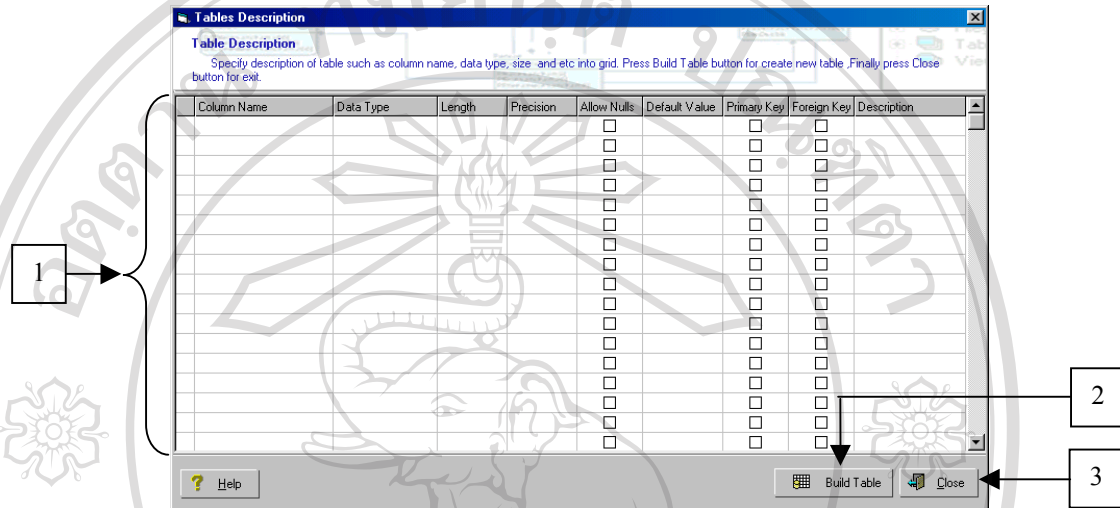 Tables Description
Table Description
Specify description of table such as column name, data type, size and etc into grid. Press Build Table button for create new table ,Finally press Close
button for exit.
Column Name Data Type Length Precision Allow Nulls Default Value Primary Key Foreign Key Description
1
2
3
Help Build Table Close